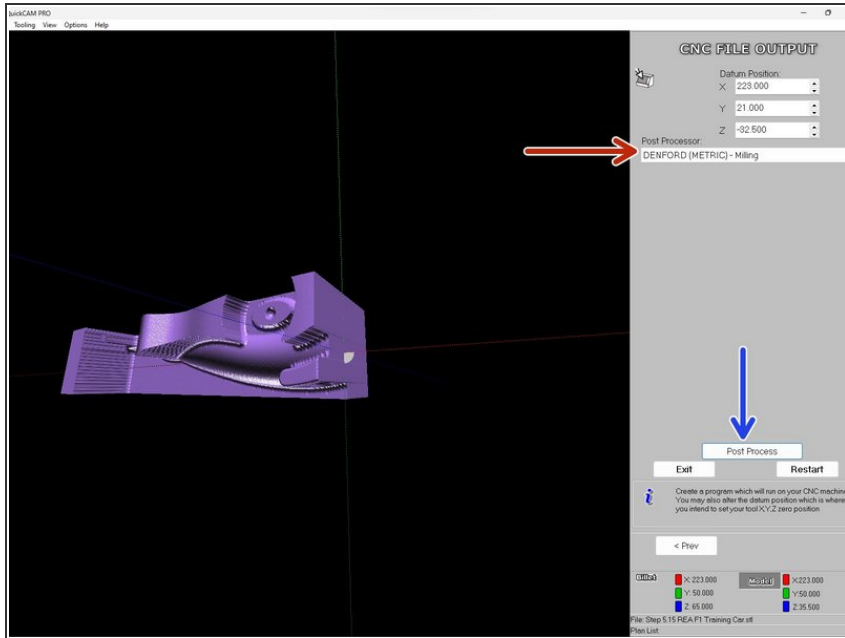 uickCAM PRO
Tooling View Options Help
CNC FILE OUTPUT
Datum Position:
X 223.000
Y 21.000
Z -32.500
Post Processor:
DENFORD (METRIC) - Milling
Post Process
Exit Restart
Create a program which will run on your CNC machine
You may also alter the datum position which is where
you intend to set your tool X,Y,Z zero position
< Prev
Billet X: 223.000 Model X:223.000
Y: 50.000 Y:50.000
Z: 65.000 Z:35.500
File: Step 5.15 REA F1 Training Car.stl
Plan List: